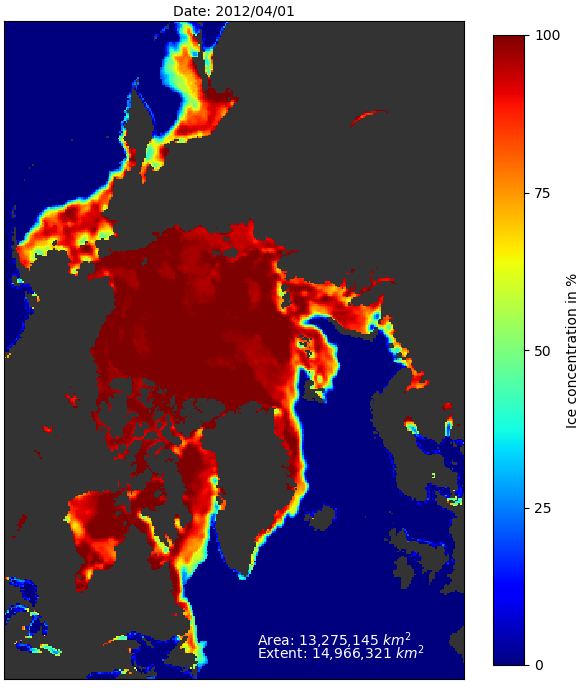 Date: 2012/04/01
100
75
50
25
0
Ice concentration in %
Area: 13,275,145 km²
Extent: 14,966,321 km²